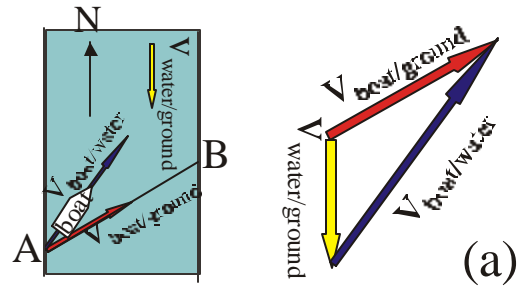 N
V water/ground
B
V boat/water
boat
A
V boat/ground
V boat/ground
V water/ground
V boat/water
(a)